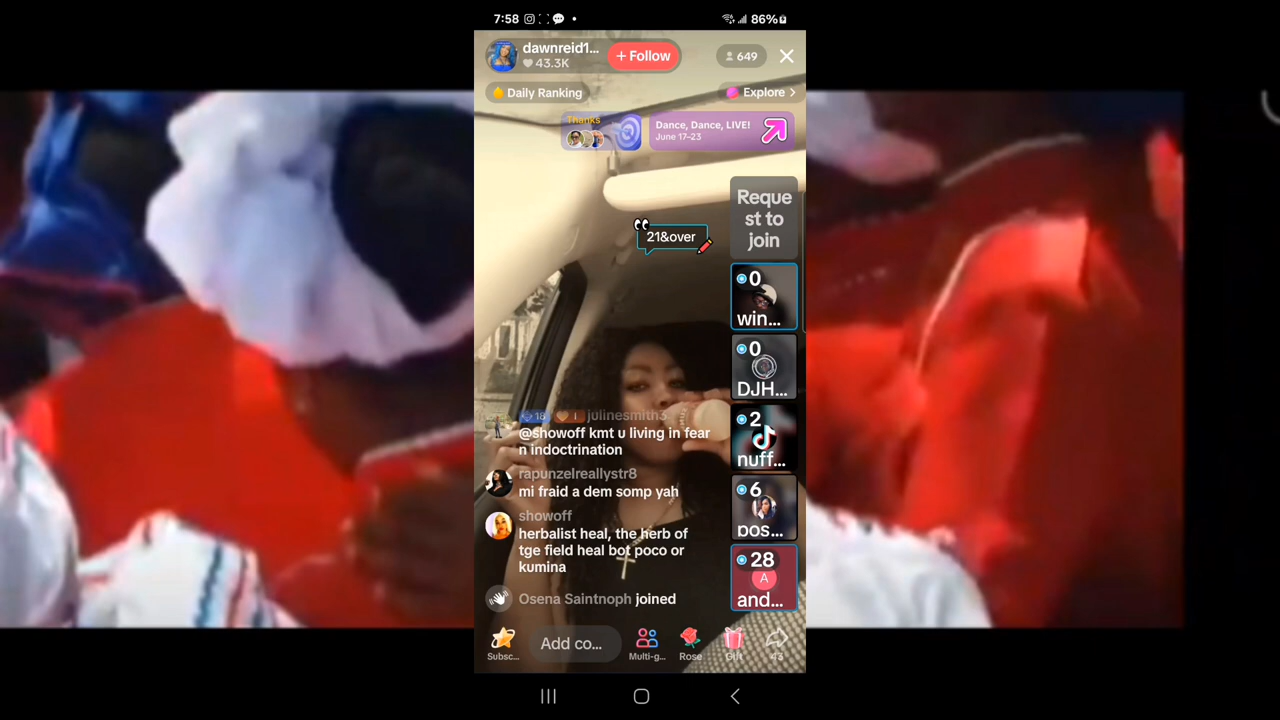 7:58
86%
dawnreid1...
+ Follow
43.3K
649
Daily Ranking
Explore >
Thanks
Dance, Dance, LIVE!
June 17-23
Reque
st to
join
21&over
0
win...
0
DJH...
2
nuff...
6
pos...
28
A
and...
18
julinesmith3
@showoff kmt u living in fear
n indoctrination
rapunzelreallystr8
mi fraid a dem somp yah
showoff
herbalist heal, the herb of
tge field heal bot poco or
kumina
Osena Saintnoph joined
Subsc...
Add co...
Multi-g...
Rose
Gift
43